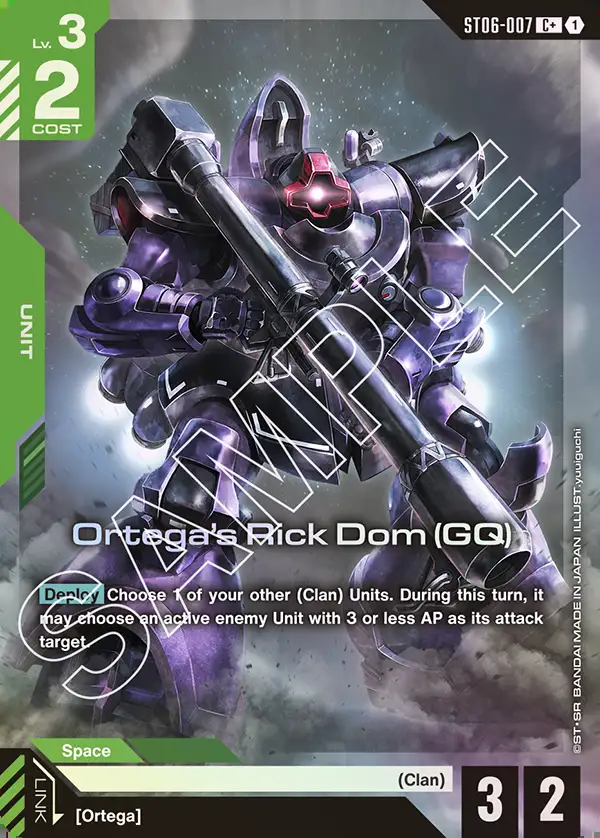 Lv. 3
2
COST
ST06-007 C+ 1
UNIT
SAMPLE
Ortega's Rick Dom (GQ)
Deploy Choose 1 of your other (Clan) Units. During this turn, it
may choose an active enemy Unit with 3 or less AP as its attack
target.
©ST・SR BANDAI MADE IN JAPAN ILLUST.yuuiguchi
Space
(Clan)
LINK
[Ortega]
3 2